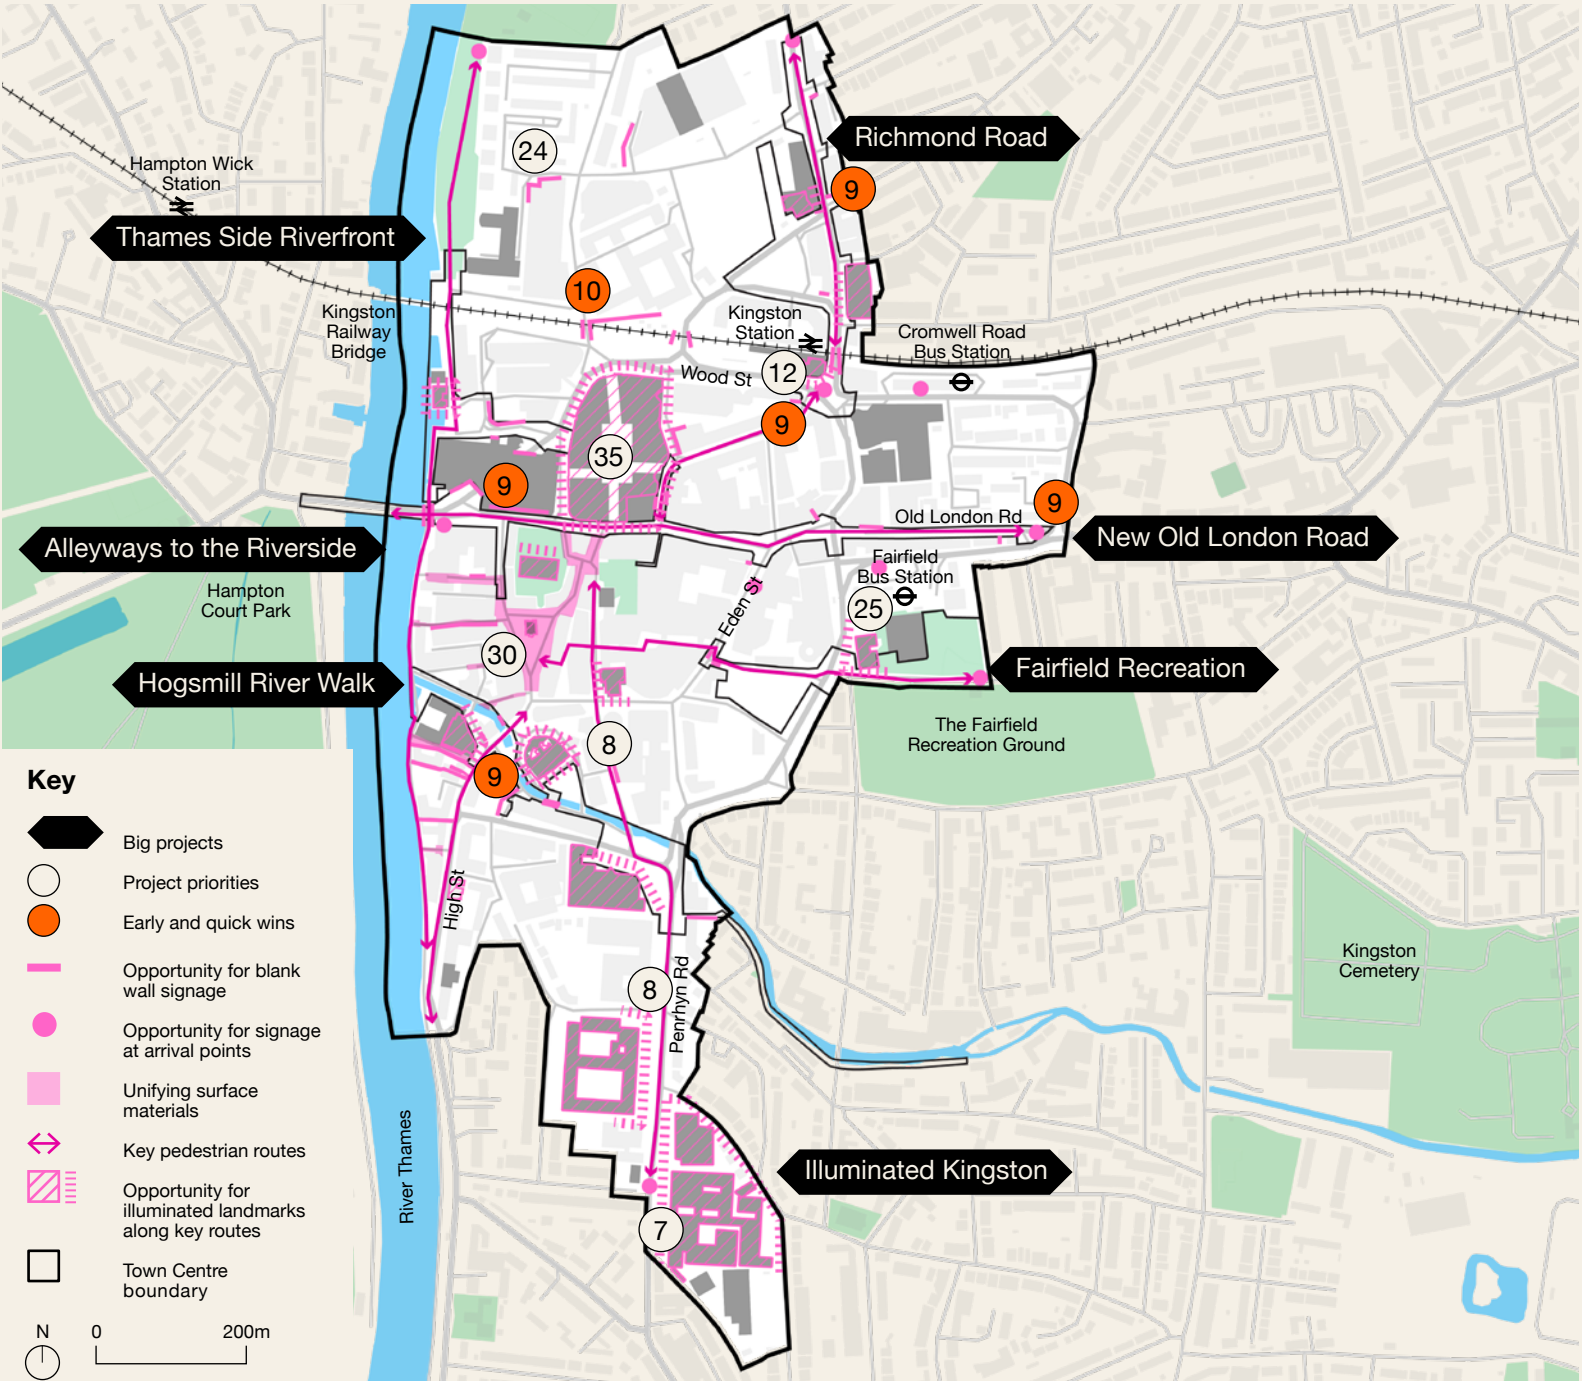 24
Richmond Road
Hampton Wick
Station
9
Thames Side Riverfront
10
Kingston
Railway
Bridge
Kingston
Station
Cromwell Road
Bus Station
Wood St
12
9
35
9
9
Old London Rd
New Old London Road
Alleyways to the Riverside
Fairfield
Bus Station
Hampton
Court Park
Eden St
25
30
Fairfield Recreation
Hogsmill River Walk
The Fairfield
Recreation Ground
8
9
Key
Big projects
Project priorities
Early and quick wins
Opportunity for blank
wall signage
Opportunity for signage
at arrival points
Unifying surface
materials
Key pedestrian routes
Opportunity for
illuminated landmarks
along key routes
Town Centre
boundary
N
0
200m
High St
Kingston
Cemetery
8
Penrhyn Rd
River Thames
Illuminated Kingston
7